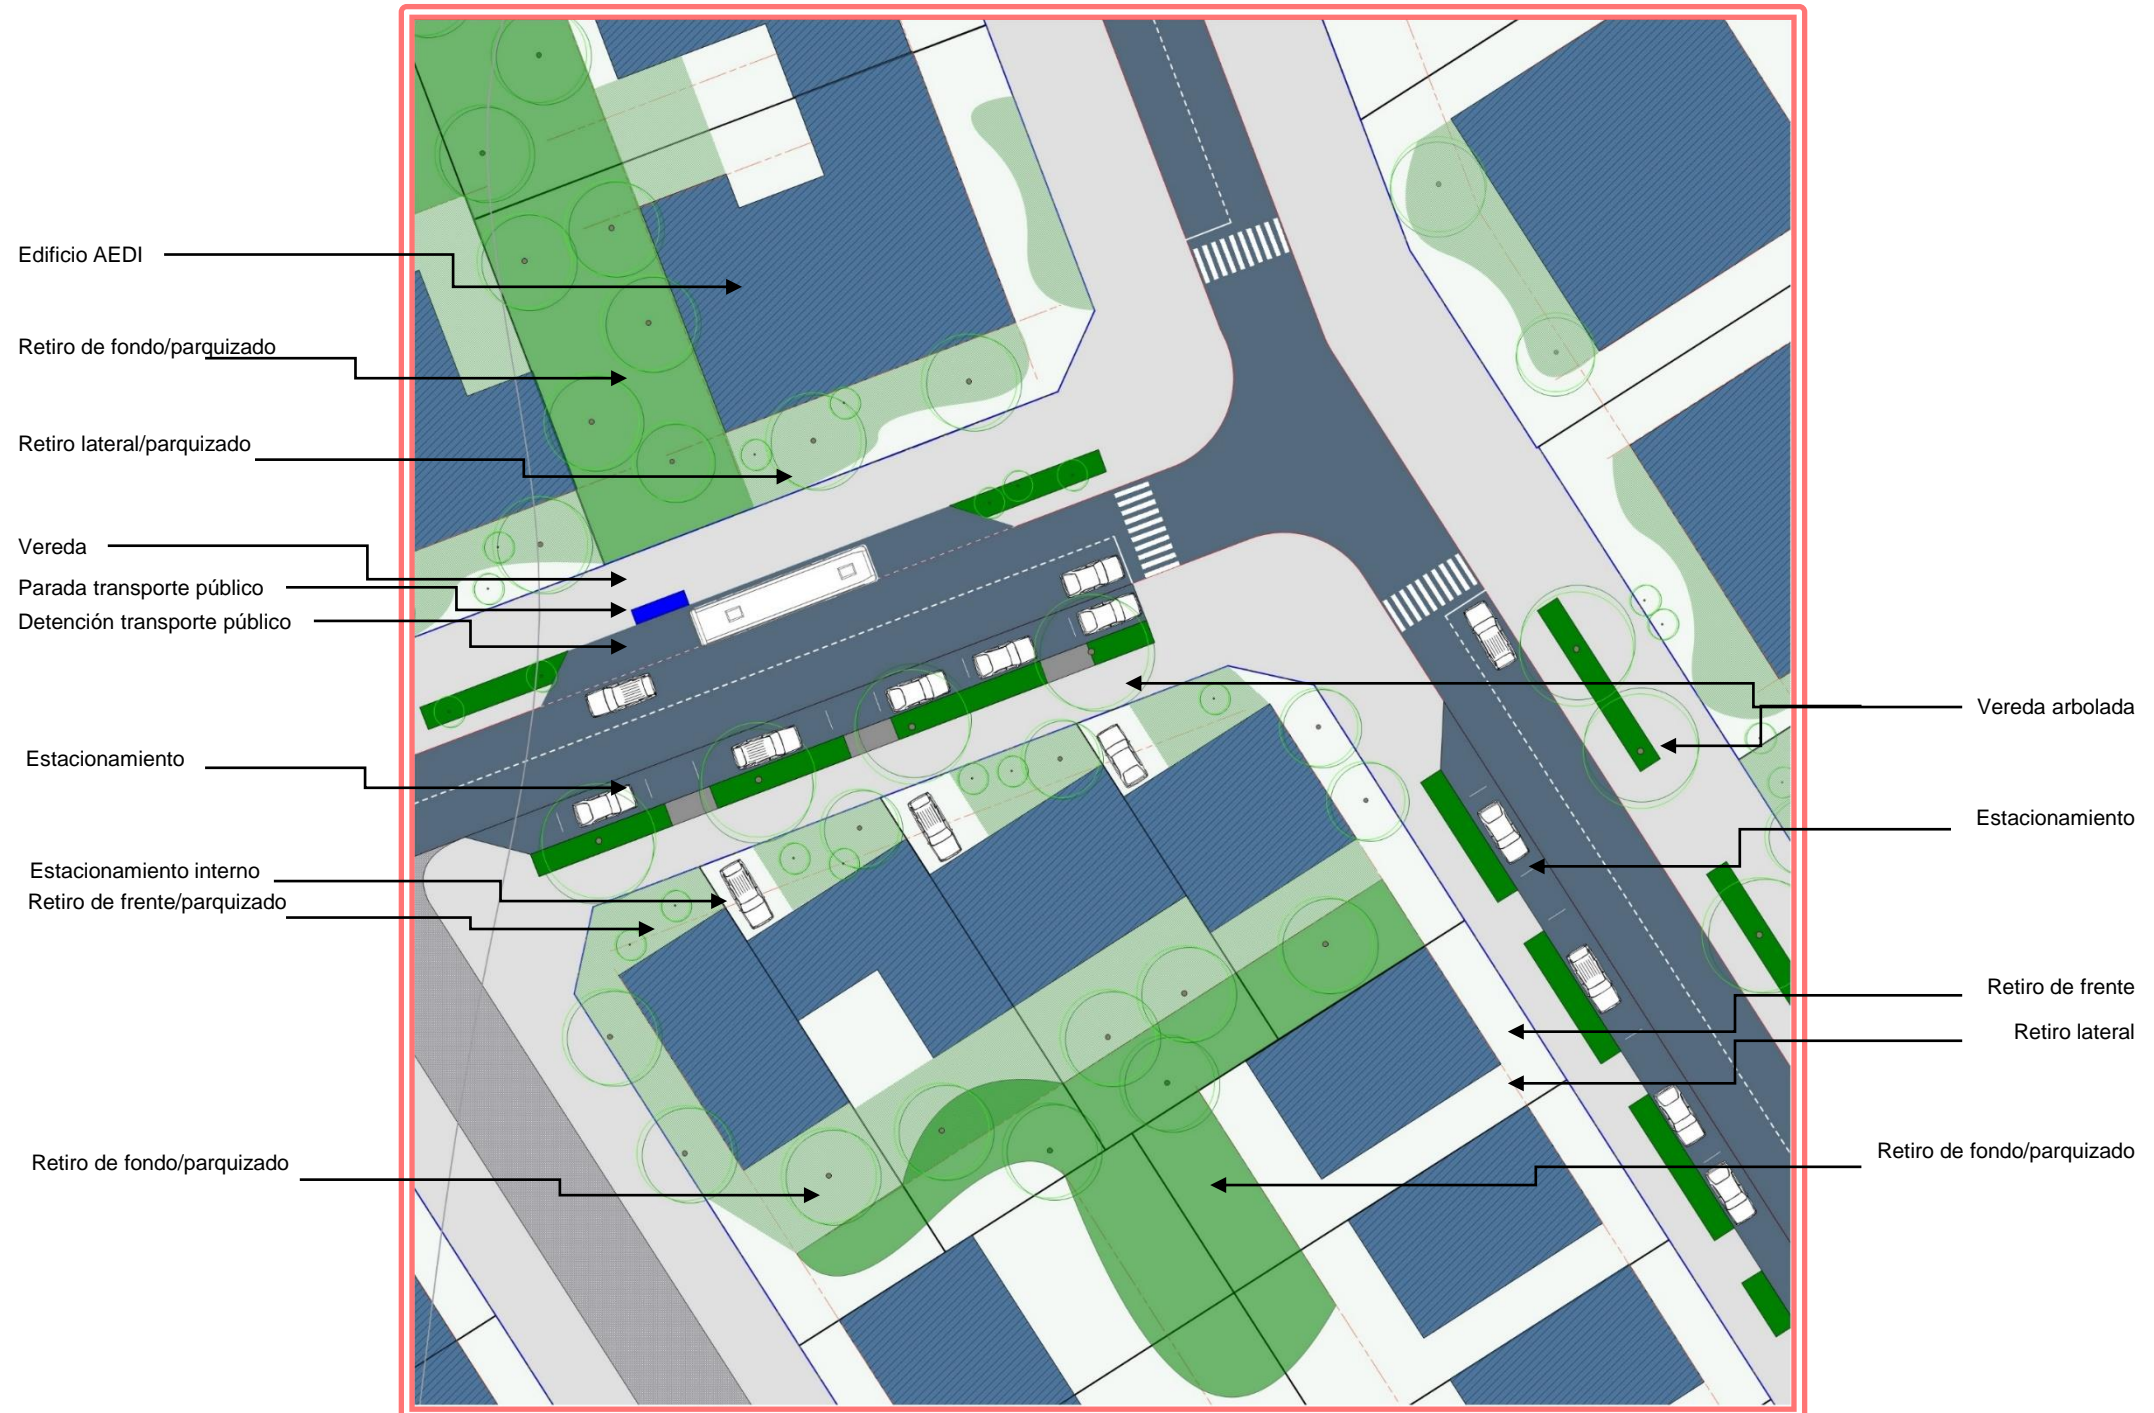 Edificio AEDI
Retiro de fondo/parquizado
Retiro lateral/parquizado
Vereda
Parada transporte público
Detención transporte público
Estacionamiento
Estacionamiento interno
Retiro de frente/parquizado
Retiro de fondo/parquizado
Vereda arbolada
Estacionamiento
Retiro de frente
Retiro lateral
Retiro de fondo/parquizado